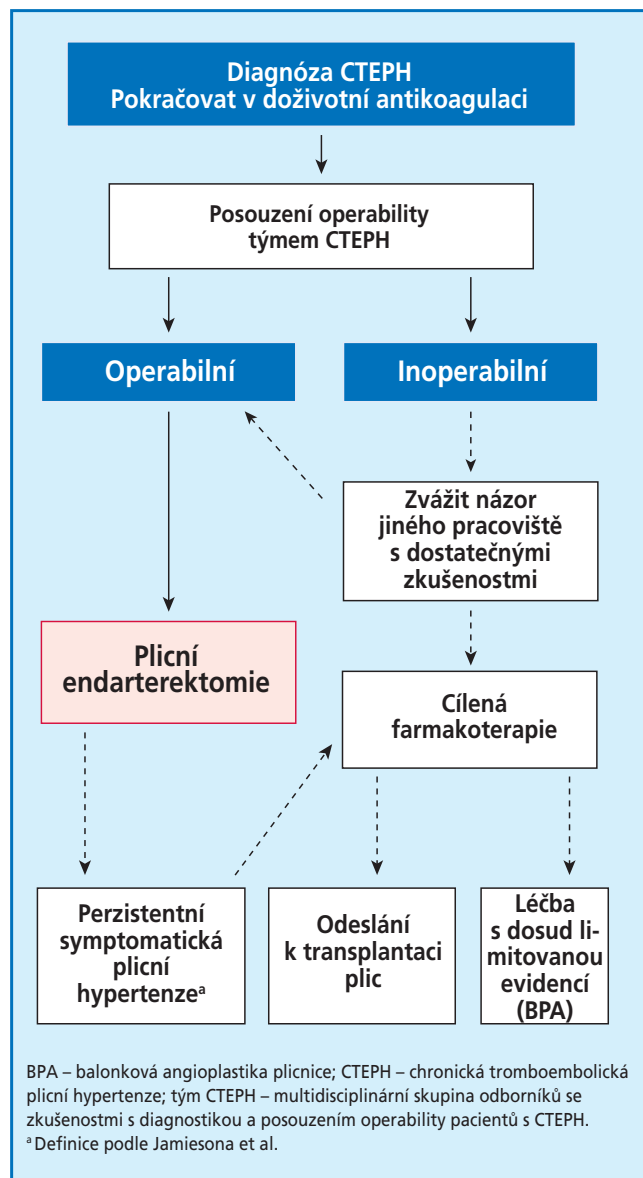 Diagnóza CTEPH
Pokračovat v doživotní antikoagulaci
Posouzení operability
týmem CTEPH
Operabilní
Inoperabilní
Zvážit názor
jiného pracoviště
s dostatečnými
zkušenostmi
Plicní
endarterektomie
Cílená
farmakoterapie
Perzistentní
symptomatická
plicní
hypertenzeª
Odeslání
k transplantaci
plic
Léčba
s dosud li-
mitovanou
evidencí
(BPA)
BPA – balonková angioplastika plicnice; CTEPH – chronická tromboembolická
plicní hypertenze; tým CTEPH – multidisciplinární skupina odborníků se
zkušenostmi s diagnostikou a posouzením operability pacientů s CTEPH.
ª Definice podle Jamiesona et al.